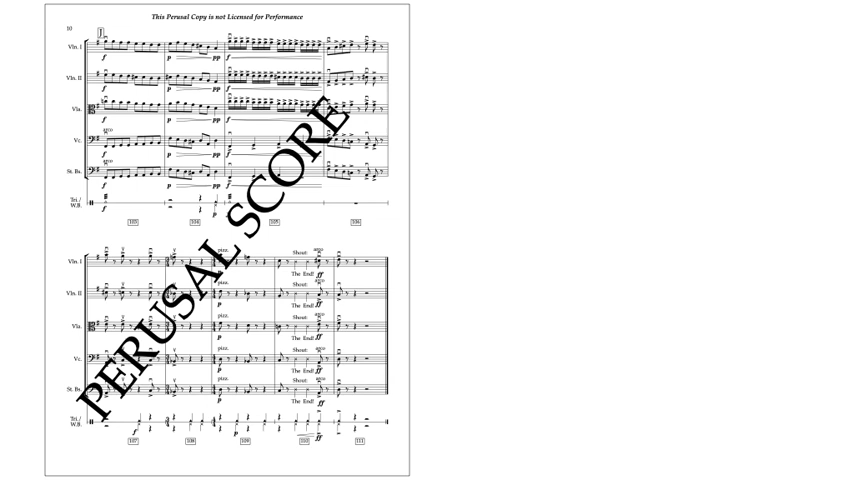 This Perusal Copy is not Licensed for Performance
10
J
Vln. I
f p pp f
Vln. II
f p pp f
Vla.
f p pp f
arco
Vc.
f p pp f
arco
St. Bs.
f p pp f
Tri./
W.B.
f p f
103 104 105 106
pizz. Shout: arco
Vln. I
The End! ff
pizz. Shout: arco
Vln. II
p The End! ff
pizz. Shout: arco
Vla.
p The End! ff
pizz. Shout: arco
Vc.
p The End! ff
pizz. Shout: arco
St. Bs.
p The End! ff
Tri./
W.B.
f p ff
107 108 109 110 111
PERUSAL SCORE